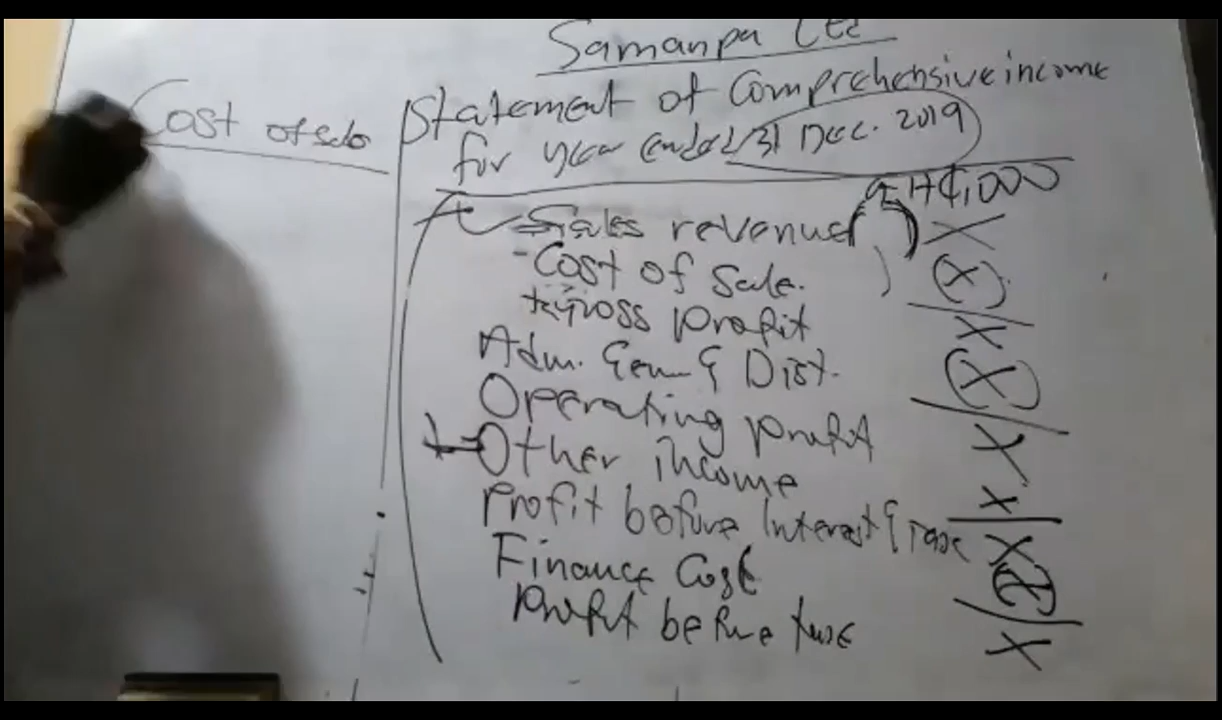 Samanpa Ltd
Statement of Comprehensive income
for year ended 31 Dec. 2019
GH₵,000
Cost of sales
Sales revenue X
- Cost of Sale. (X)
Gross profit X
Adm. Gen & Dist. (X)
Operating profit X
+ Other income X
Profit before Interest & Tax X
Finance Cost (X)
Profit before tax X